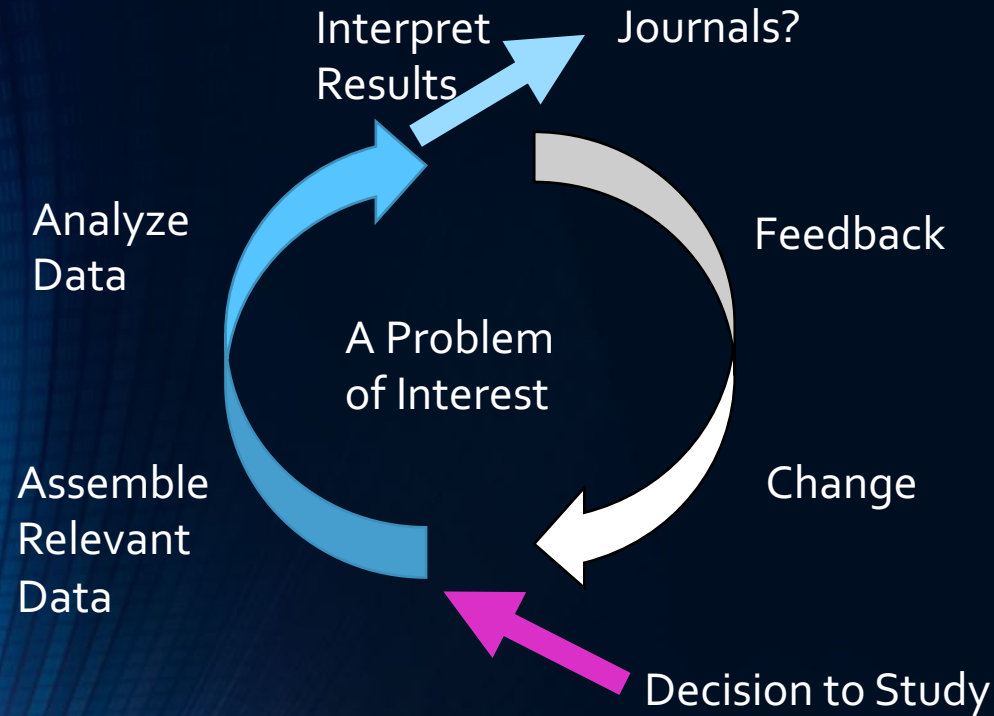 Interpret
Results
Journals?
Analyze
Data
Feedback
A Problem
of Interest
Assemble
Relevant
Data
Change
Decision to Study